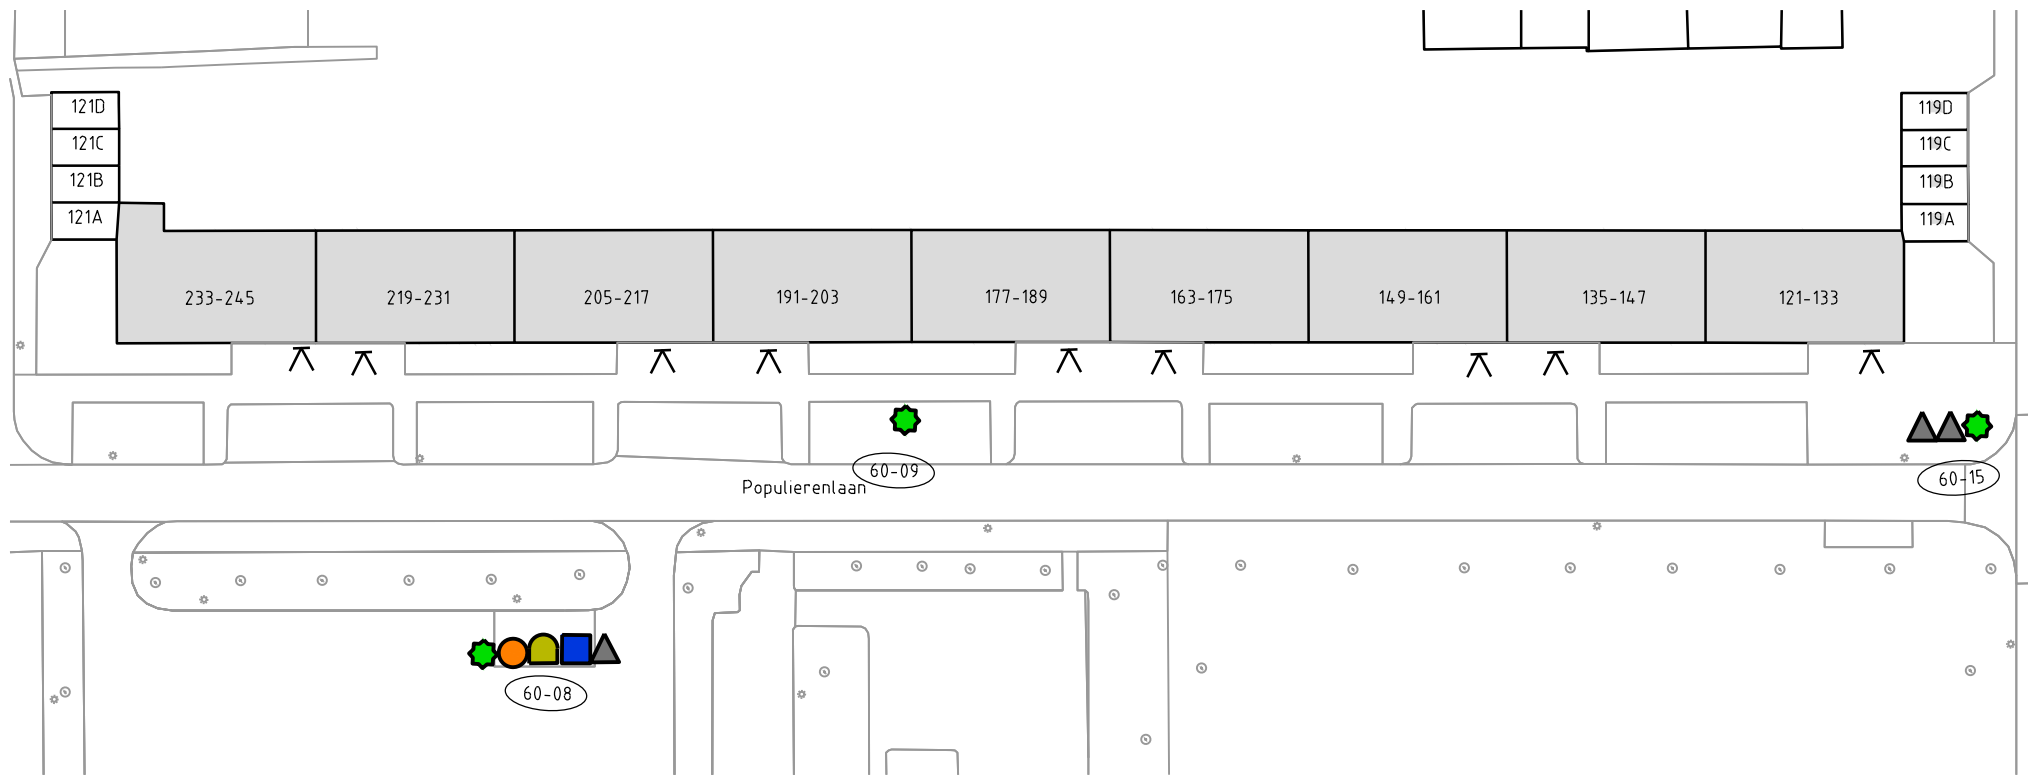 121D
119D
121C
119C
121B
119B
121A
119A
233-245
219-231
205-217
191-203
177-189
163-175
149-161
135-147
121-133
60-09
60-15
Populierenlaan
60-08